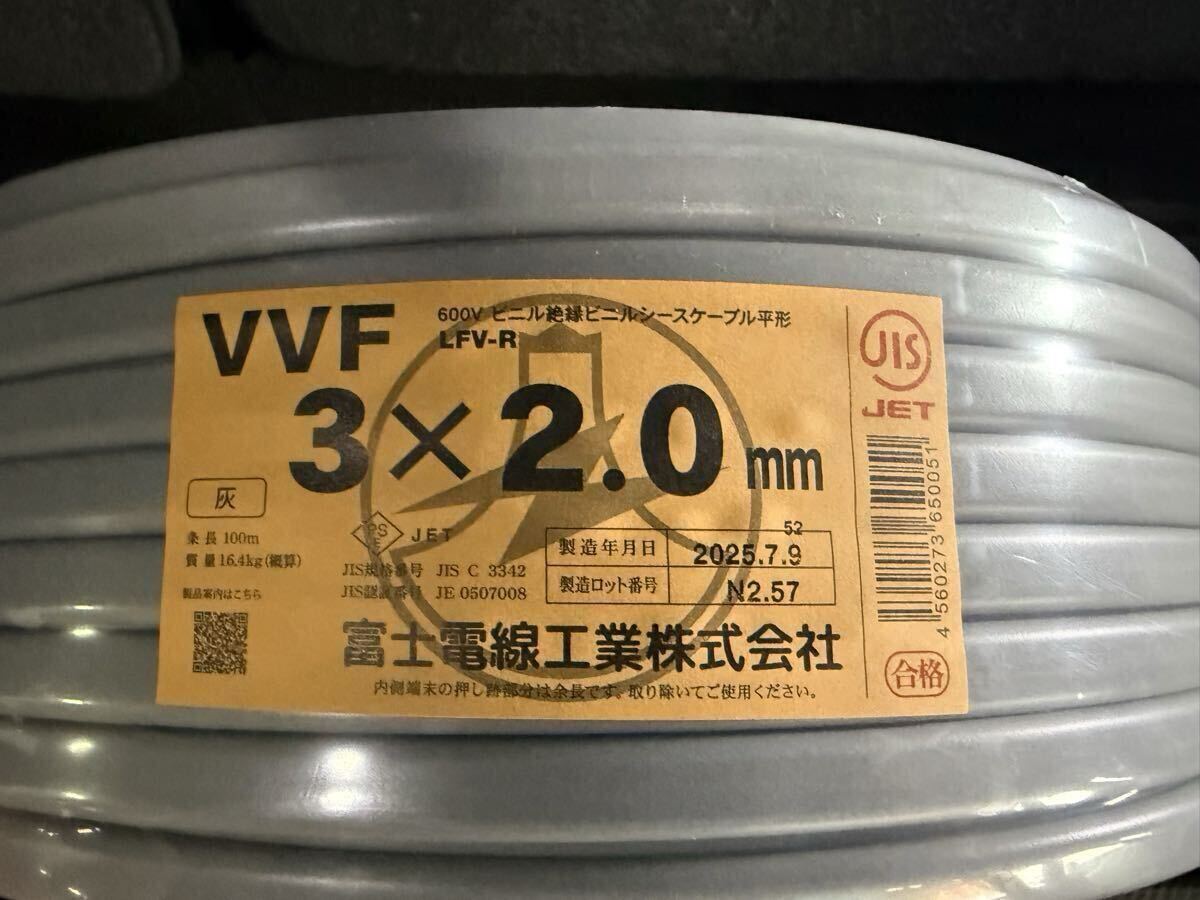 VVF
600V ビニル絶縁ビニルシースケーブル平形
LFV-R
3×2.0mm
灰
条 長 100m
質 量 16.4kg(概算)
製品案内はこちら
PS
E
JET
JIS規格番号 JIS C 3342
JIS認証番号 JE 0507008
52
製造年月日 2025.7.9
製造ロット番号 N2.57
富士電線工業株式会社
内側端末の押し跡部分は余長です。取り除いてご使用ください。
JIS
JET
4560273650051
合格